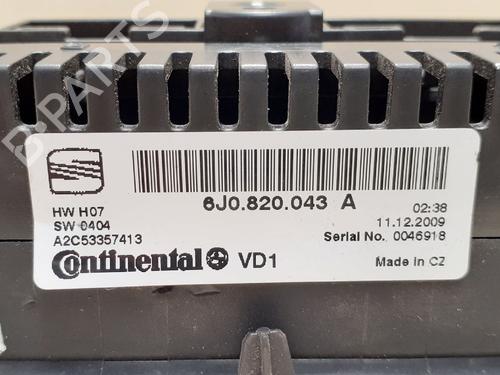 B-PARTS
6J0.820.043 A
HW H07
SW 0404
A2C53357413
02:38
11.12.2009
Serial No. 0046918
Continental VD1
Made in CZ